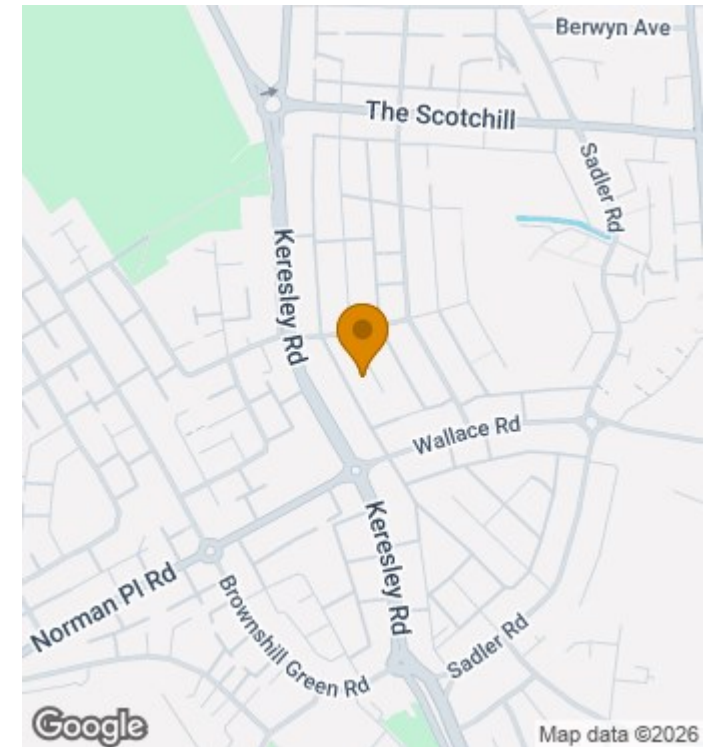 Berwyn Ave
The Scotchill
Sadler Rd
Keresley Rd
Wallace Rd
Keresley Rd
Norman Pl Rd
Brownshill Green Rd
Sadler Rd
Google
Map data ©2026